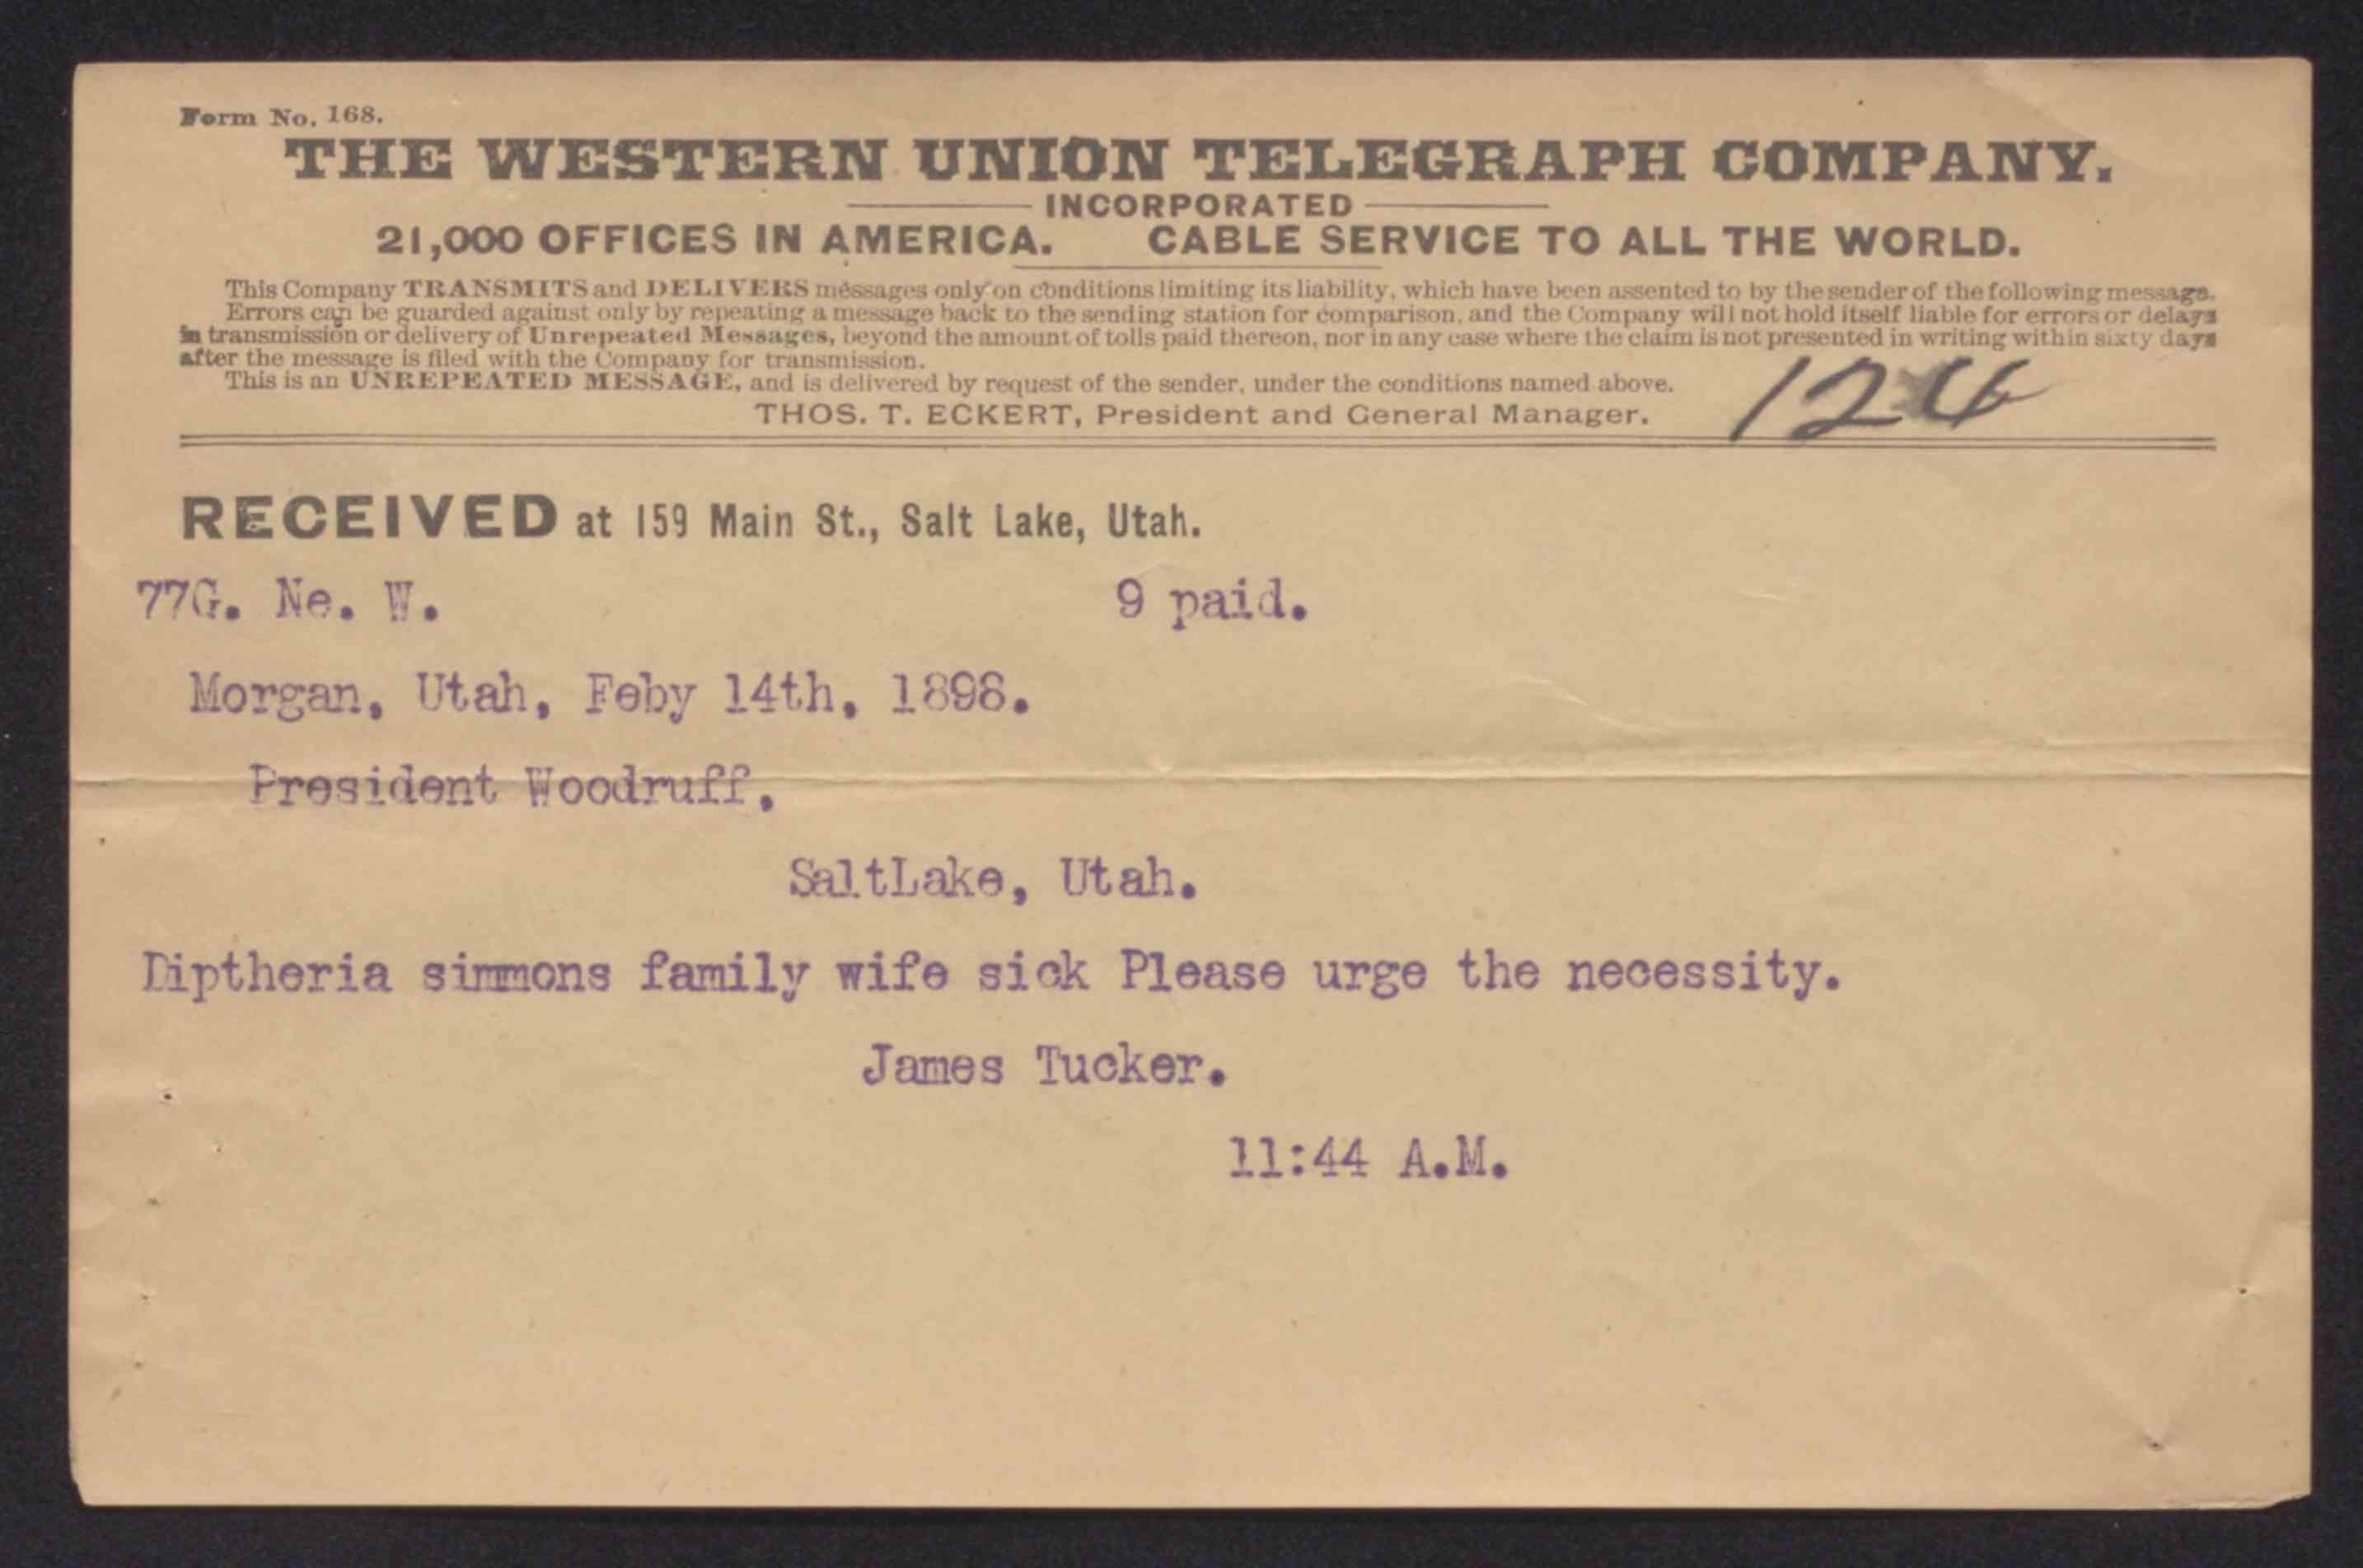 Form No. 168.
THE WESTERN UNION TELEGRAPH COMPANY.
INCORPORATED
21,000 OFFICES IN AMERICA. CABLE SERVICE TO ALL THE WORLD.
This Company TRANSMITS and DELIVERS messages only on conditions limiting its liability, which have been assented to by the sender of the following message.
Errors can be guarded against only by repeating a message back to the sending station for comparison, and the Company will not hold itself liable for errors or delays
in transmission or delivery of Unrepeated Messages, beyond the amount of tolls paid thereon, nor in any case where the claim is not presented in writing within sixty days
after the message is filed with the Company for transmission.
This is an UNREPEATED MESSAGE, and is delivered by request of the sender, under the conditions named above.
THOS. T. ECKERT, President and General Manager.
RECEIVED at 159 Main St., Salt Lake, Utah.
77G. Ne. W. 9 paid.
Morgan, Utah, Feby 14th, 1898.
President Woodruff,
SaltLake, Utah.
Diptheria simmons family wife sick Please urge the necessity.
James Tucker.
11:44 A.M.